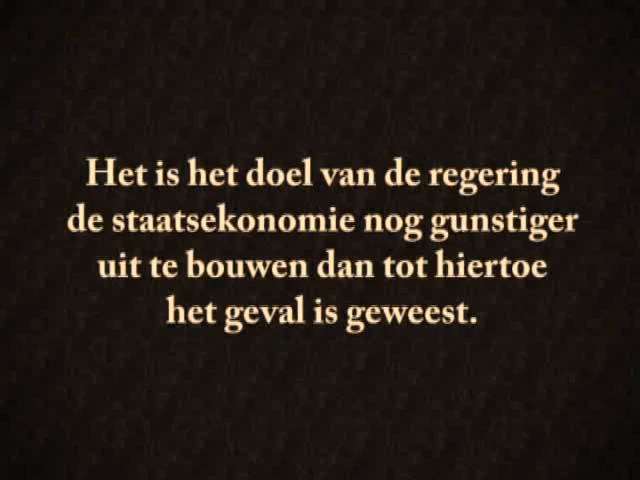 Het is het doel van de regering
de staatsekonomie nog gunstiger
uit te bouwen dan tot hiertoe
het geval is geweest.